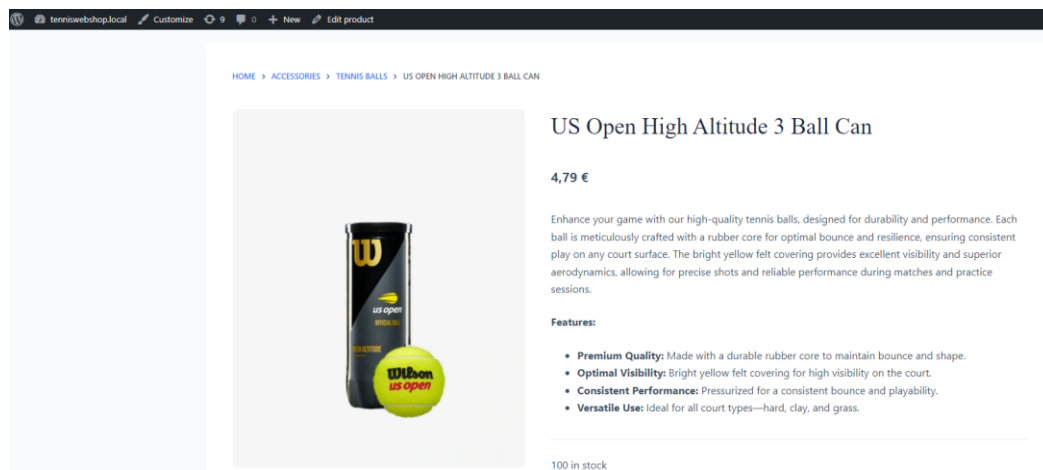 tenniswebshop.local Customize 9 0 New Edit product
HOME > ACCESSORIES > TENNIS BALLS > US OPEN HIGH ALTITUDE 3 BALL CAN
US Open High Altitude 3 Ball Can
4,79 €
Enhance your game with our high-quality tennis balls, designed for durability and performance. Each
ball is meticulously crafted with a rubber core for optimal bounce and resilience, ensuring consistent
play on any court surface. The bright yellow felt covering provides excellent visibility and superior
aerodynamics, allowing for precise shots and reliable performance during matches and practice
sessions.
Features:
• Premium Quality: Made with a durable rubber core to maintain bounce and shape.
• Optimal Visibility: Bright yellow felt covering for high visibility on the court.
• Consistent Performance: Pressurized for a consistent bounce and playability.
• Versatile Use: Ideal for all court types—hard, clay, and grass.
100 in stock
W
us open
OFFICIAL BALL
HIGH ALTITUDE
Wilson
us open